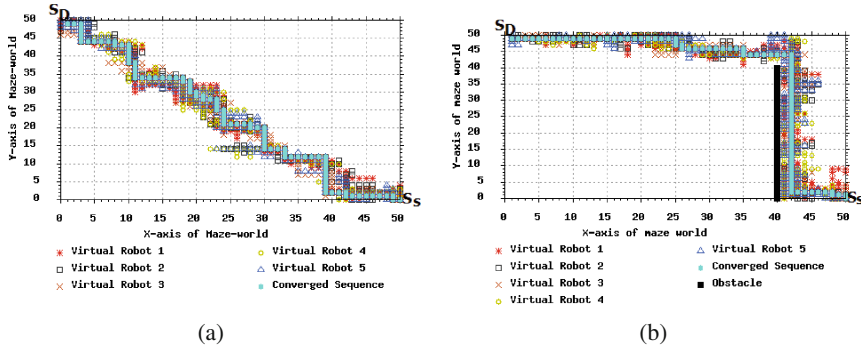 S_D
50
45
40
35
30
25
20
15
10
5
0
Y-axis of Maze-world
0 5 10 15 20 25 30 35 40 45 50
S_S
X-axis of Maze-world
Virtual Robot 1
Virtual Robot 2
Virtual Robot 3
Virtual Robot 4
Virtual Robot 5
Converged Sequence
(a)
S_D
50
45
40
35
30
25
20
15
10
5
0
Y-axis of maze world
0 5 10 15 20 25 30 35 40 45 50
S_s
X-axis of maze world
Virtual Robot 1
Virtual Robot 2
Virtual Robot 3
Virtual Robot 4
Virtual Robot 5
Converged Sequence
Obstacle
(b)